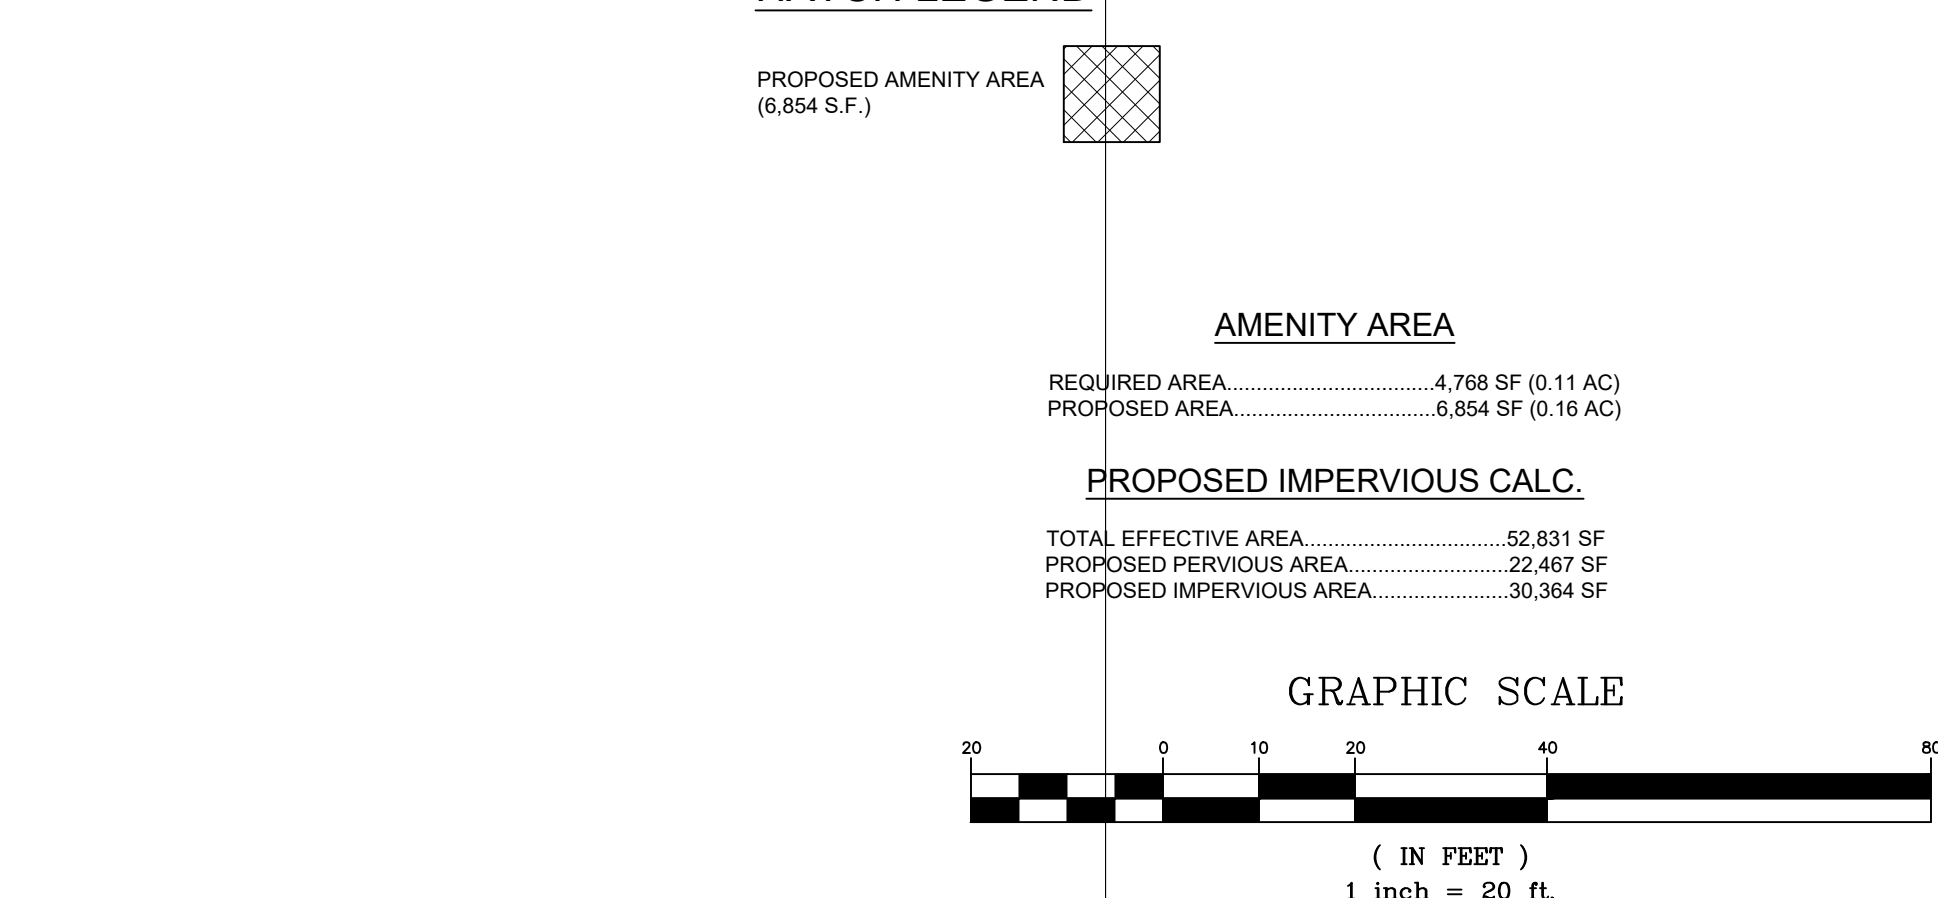 HATCH LEGEND
PROPOSED AMENITY AREA
(6,854 S.F.)
AMENITY AREA
REQUIRED AREA...................................4,768 SF (0.11 AC)
PROPOSED AREA..................................6,854 SF (0.16 AC)
PROPOSED IMPERVIOUS CALC.
TOTAL EFFECTIVE AREA..................................52,831 SF
PROPOSED PERVIOUS AREA...........................22,467 SF
PROPOSED IMPERVIOUS AREA.......................30,364 SF
GRAPHIC SCALE
20 0 10 20 40 80
( IN FEET )
1 inch = 20 ft.